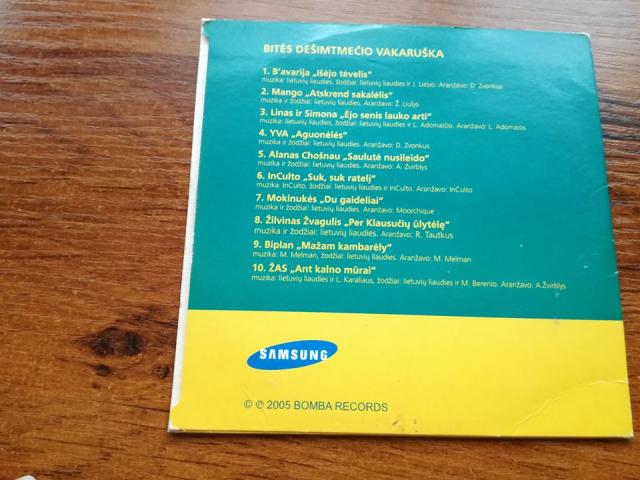 BITĖS DEŠIMTMEČIO VAKARUŠKA
1. B'avarija „Išėjo tėvelis“
muzika: lietuvių liaudies, žodžiai: lietuvių liaudies ir J. Liesio. Aranžavo: D. Zvonkus
2. Mango „Atskrend sakalėlis“
muzika ir žodžiai: lietuvių liaudies. Aranžavo: Ž. Liulys
3. Linas ir Simona „Ėjo senis lauko arti“
muzika: lietuvių liaudies, žodžiai: lietuvių liaudies ir L. Adomaičio. Aranžavo: L. Adomaitis
4. YVA „Aguonėlės“
muzika ir žodžiai: lietuvių liaudies. Aranžavo: D. Zvonkus
5. Alanas Chošnau „Saulutė nusileido“
muzika ir žodžiai: lietuvių liaudies. Aranžavo: A. Zvirblys
6. InCulto „Suk, suk ratelį“
muzika: InCulto, žodžiai: lietuvių liaudies ir InCulto. Aranžavo: InCulto
7. Mokinukės „Du gaideliai“
muzika ir žodžiai: lietuvių liaudies. Aranžavo: Moorchique
8. Žilvinas Žvagulis „Per Klausučių ūlytėlę“
muzika ir žodžiai: lietuvių liaudies. Aranžavo: R. Tautkus
9. Biplan „Mažam kambarėly“
muzika: M. Melman, žodžiai: lietuvių liaudies. Aranžavo: M. Melman
10. ŽAS „Ant kalno mūrai“
muzika: lietuvių liaudies ir L. Karaliaus, žodžiai: lietuvių liaudies ir M. Berenio. Aranžavo: A.Žvirblys
SAMSUNG
© ℗ 2005 BOMBA RECORDS